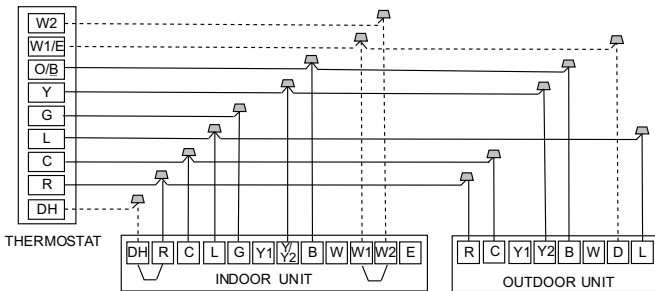 W2
W1/E
O/B
Y
G
L
C
R
DH
THERMOSTAT
DH R C L G Y1 Y/Y2 B W W1 W2 E
INDOOR UNIT
R C Y1 Y2 B W D L
OUTDOOR UNIT